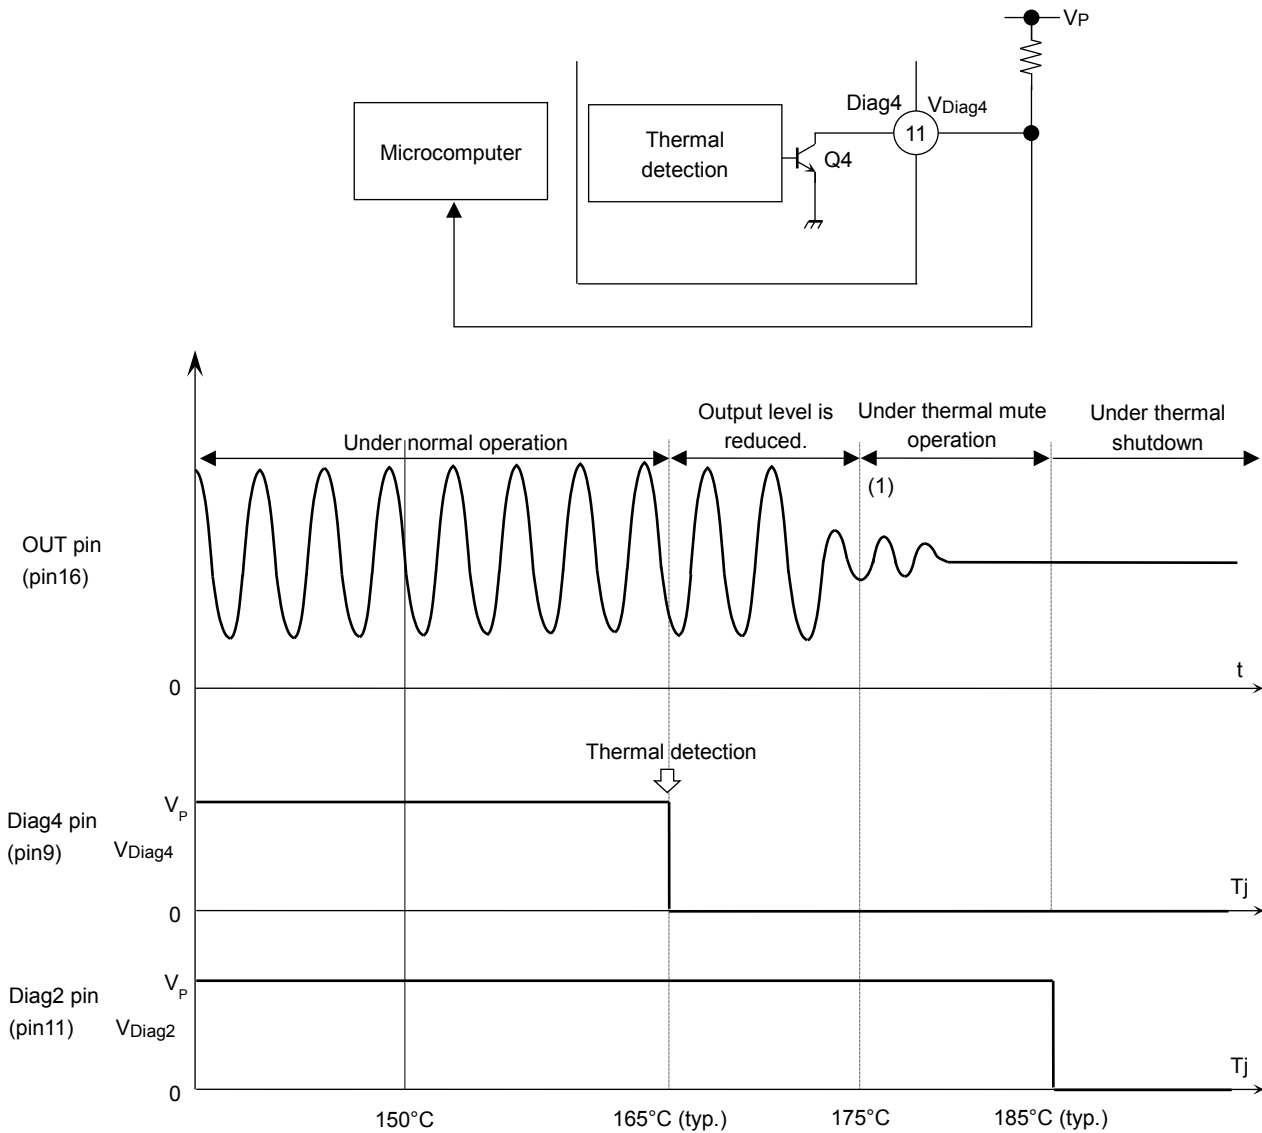 VP
Diag4
VDiag4
11
Microcomputer
Thermal
detection
Q4
Output level is
reduced.
Under thermal mute
operation
Under thermal
shutdown
Under normal operation
(1)
OUT pin
(pin16)
0
t
Thermal detection
VP
Diag4 pin
(pin9)
VDiag4
0
Tj
VP
Diag2 pin
(pin11)
VDiag2
0
Tj
150°C
165°C (typ.)
175°C
185°C (typ.)